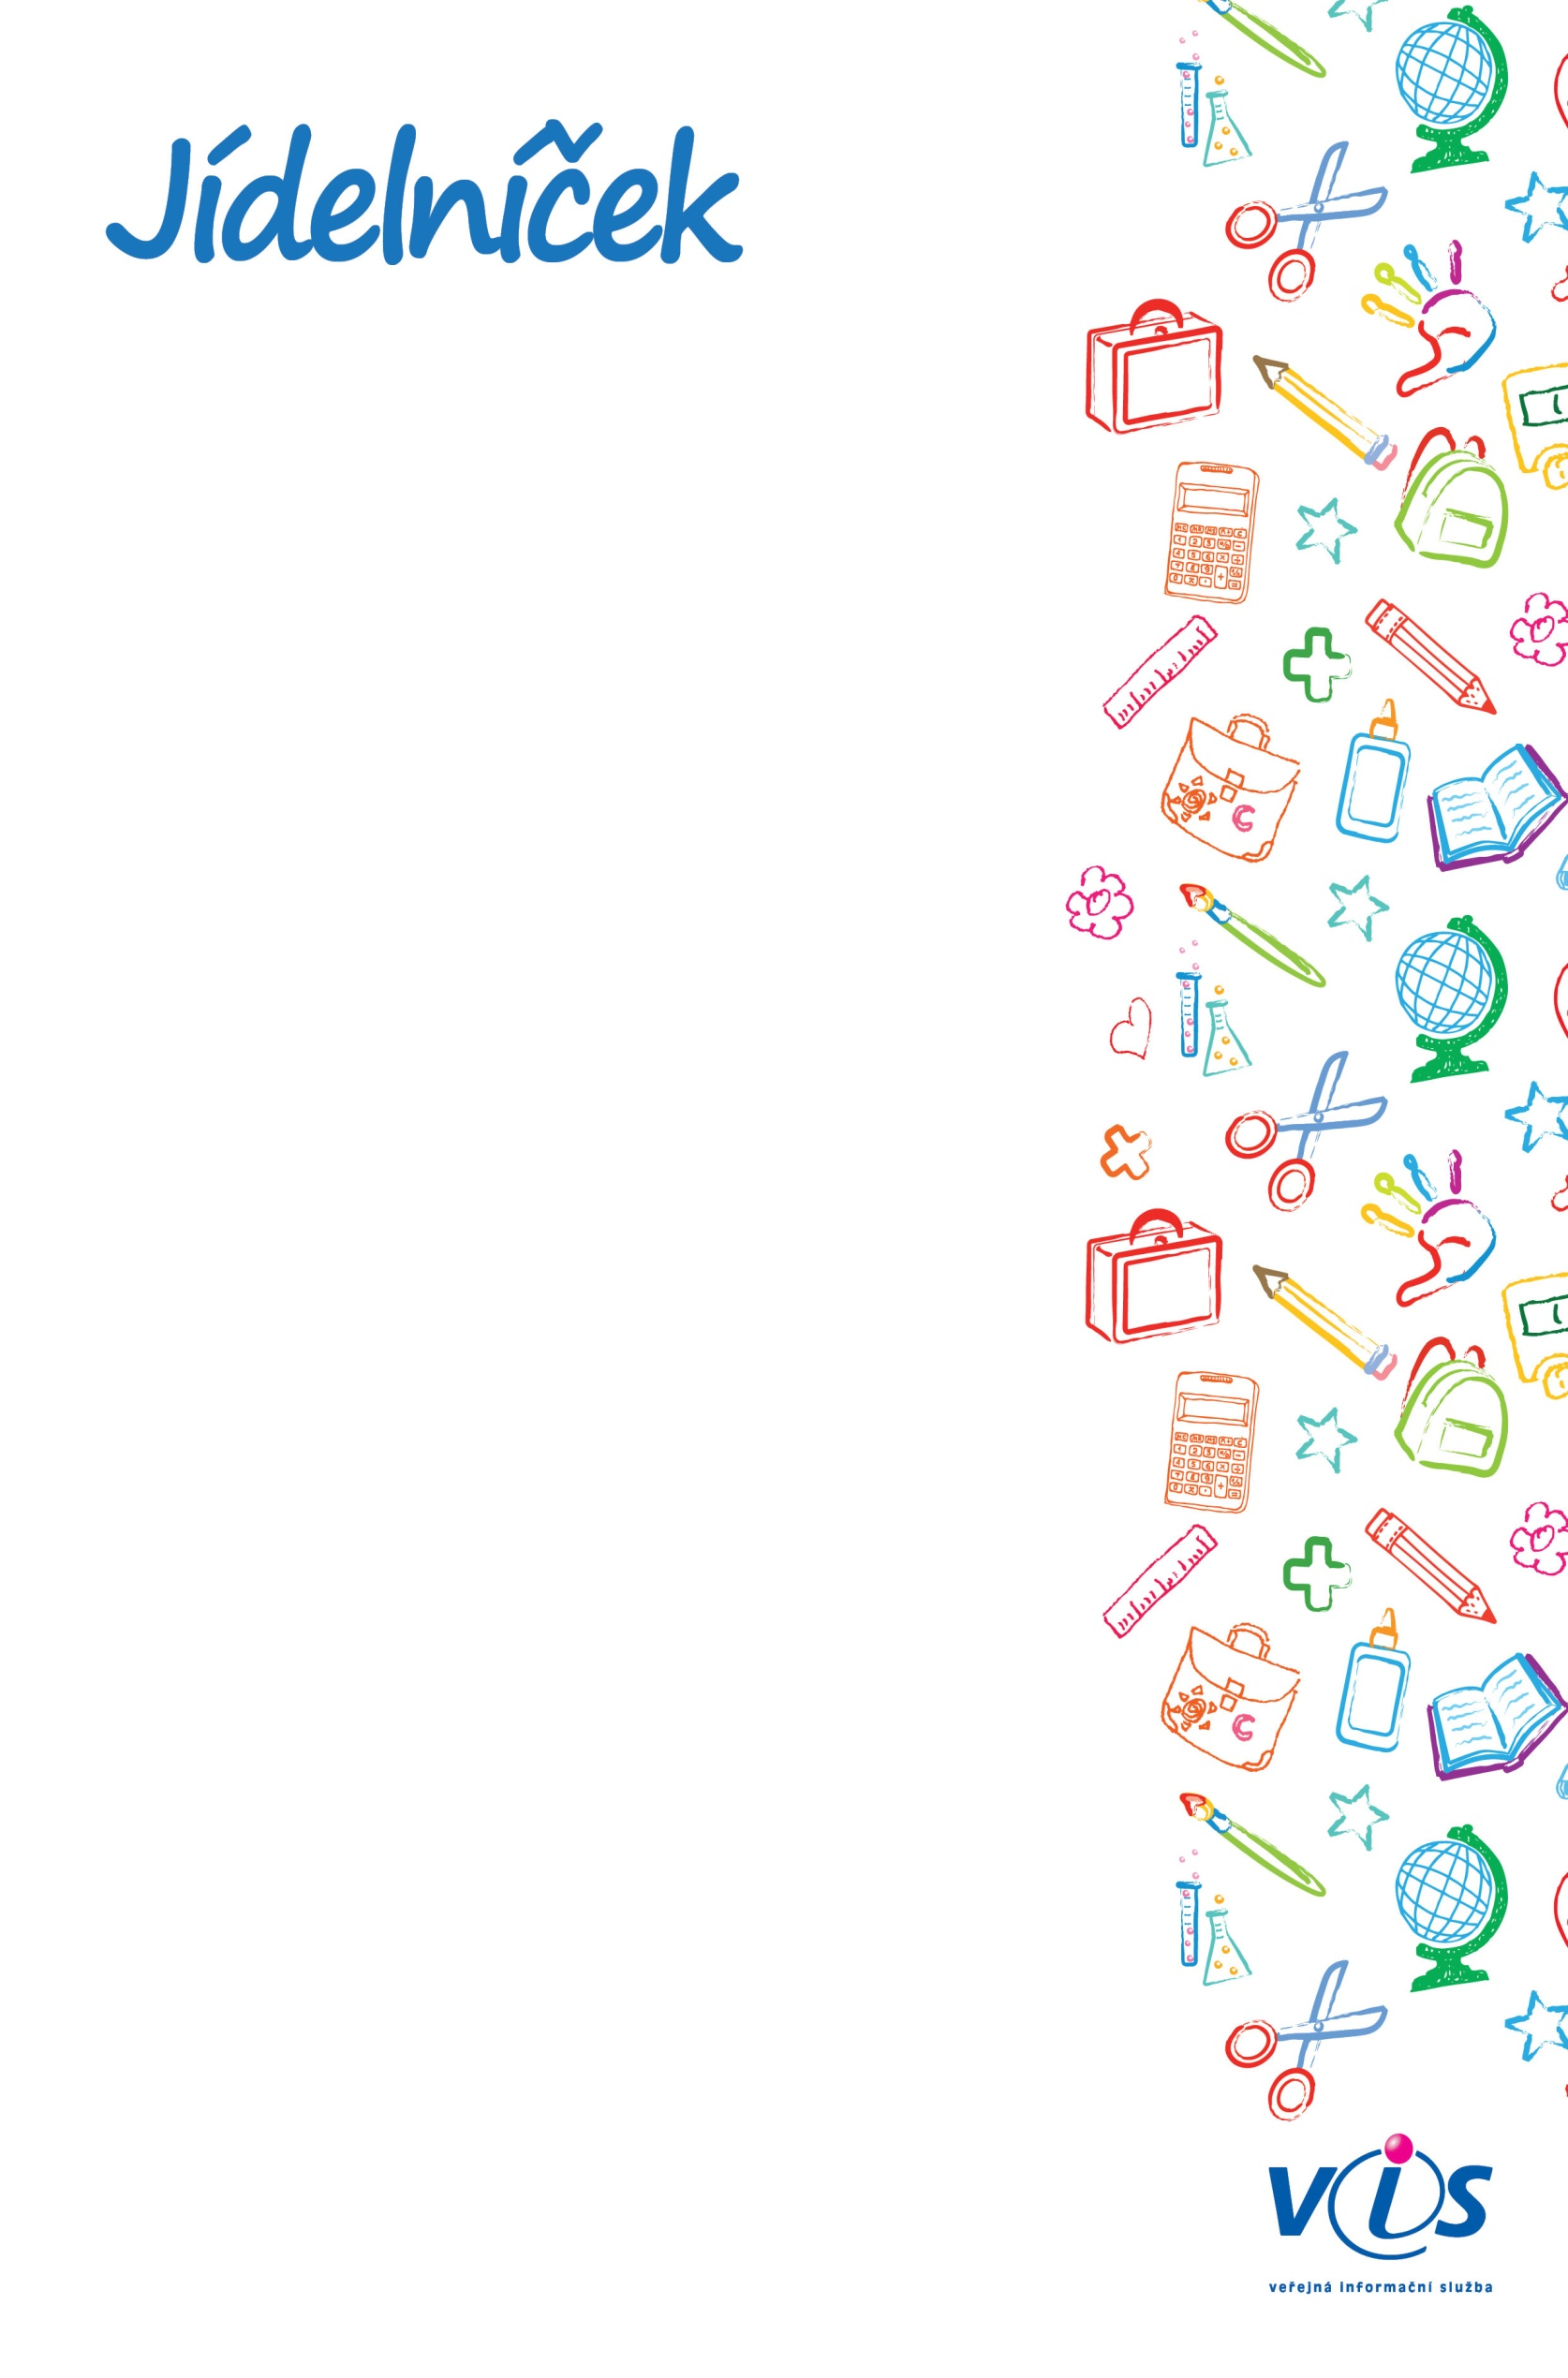 Jídelníček
vis
veřejná informační služba